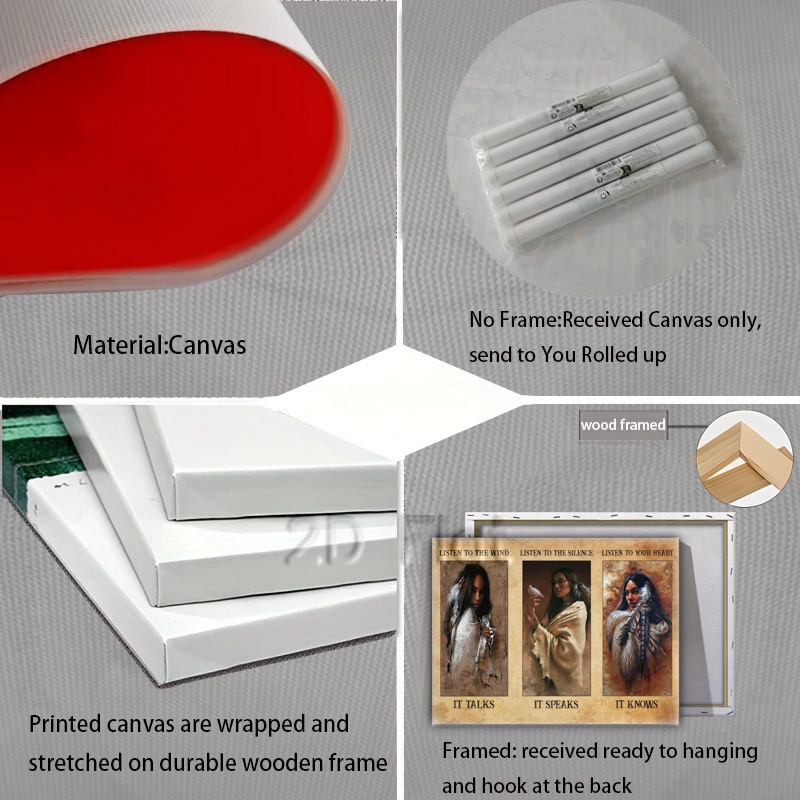 Material:Canvas
No Frame:Received Canvas only,
send to You Rolled up
Printed canvas are wrapped and
stretched on durable wooden frame
wood framed
LISTEN TO THE WIND
LISTEN TO THE SILENCE
LISTEN TO YOUR HEART
IT TALKS
IT SPEAKS
IT KNOWS
Framed: received ready to hanging
and hook at the back